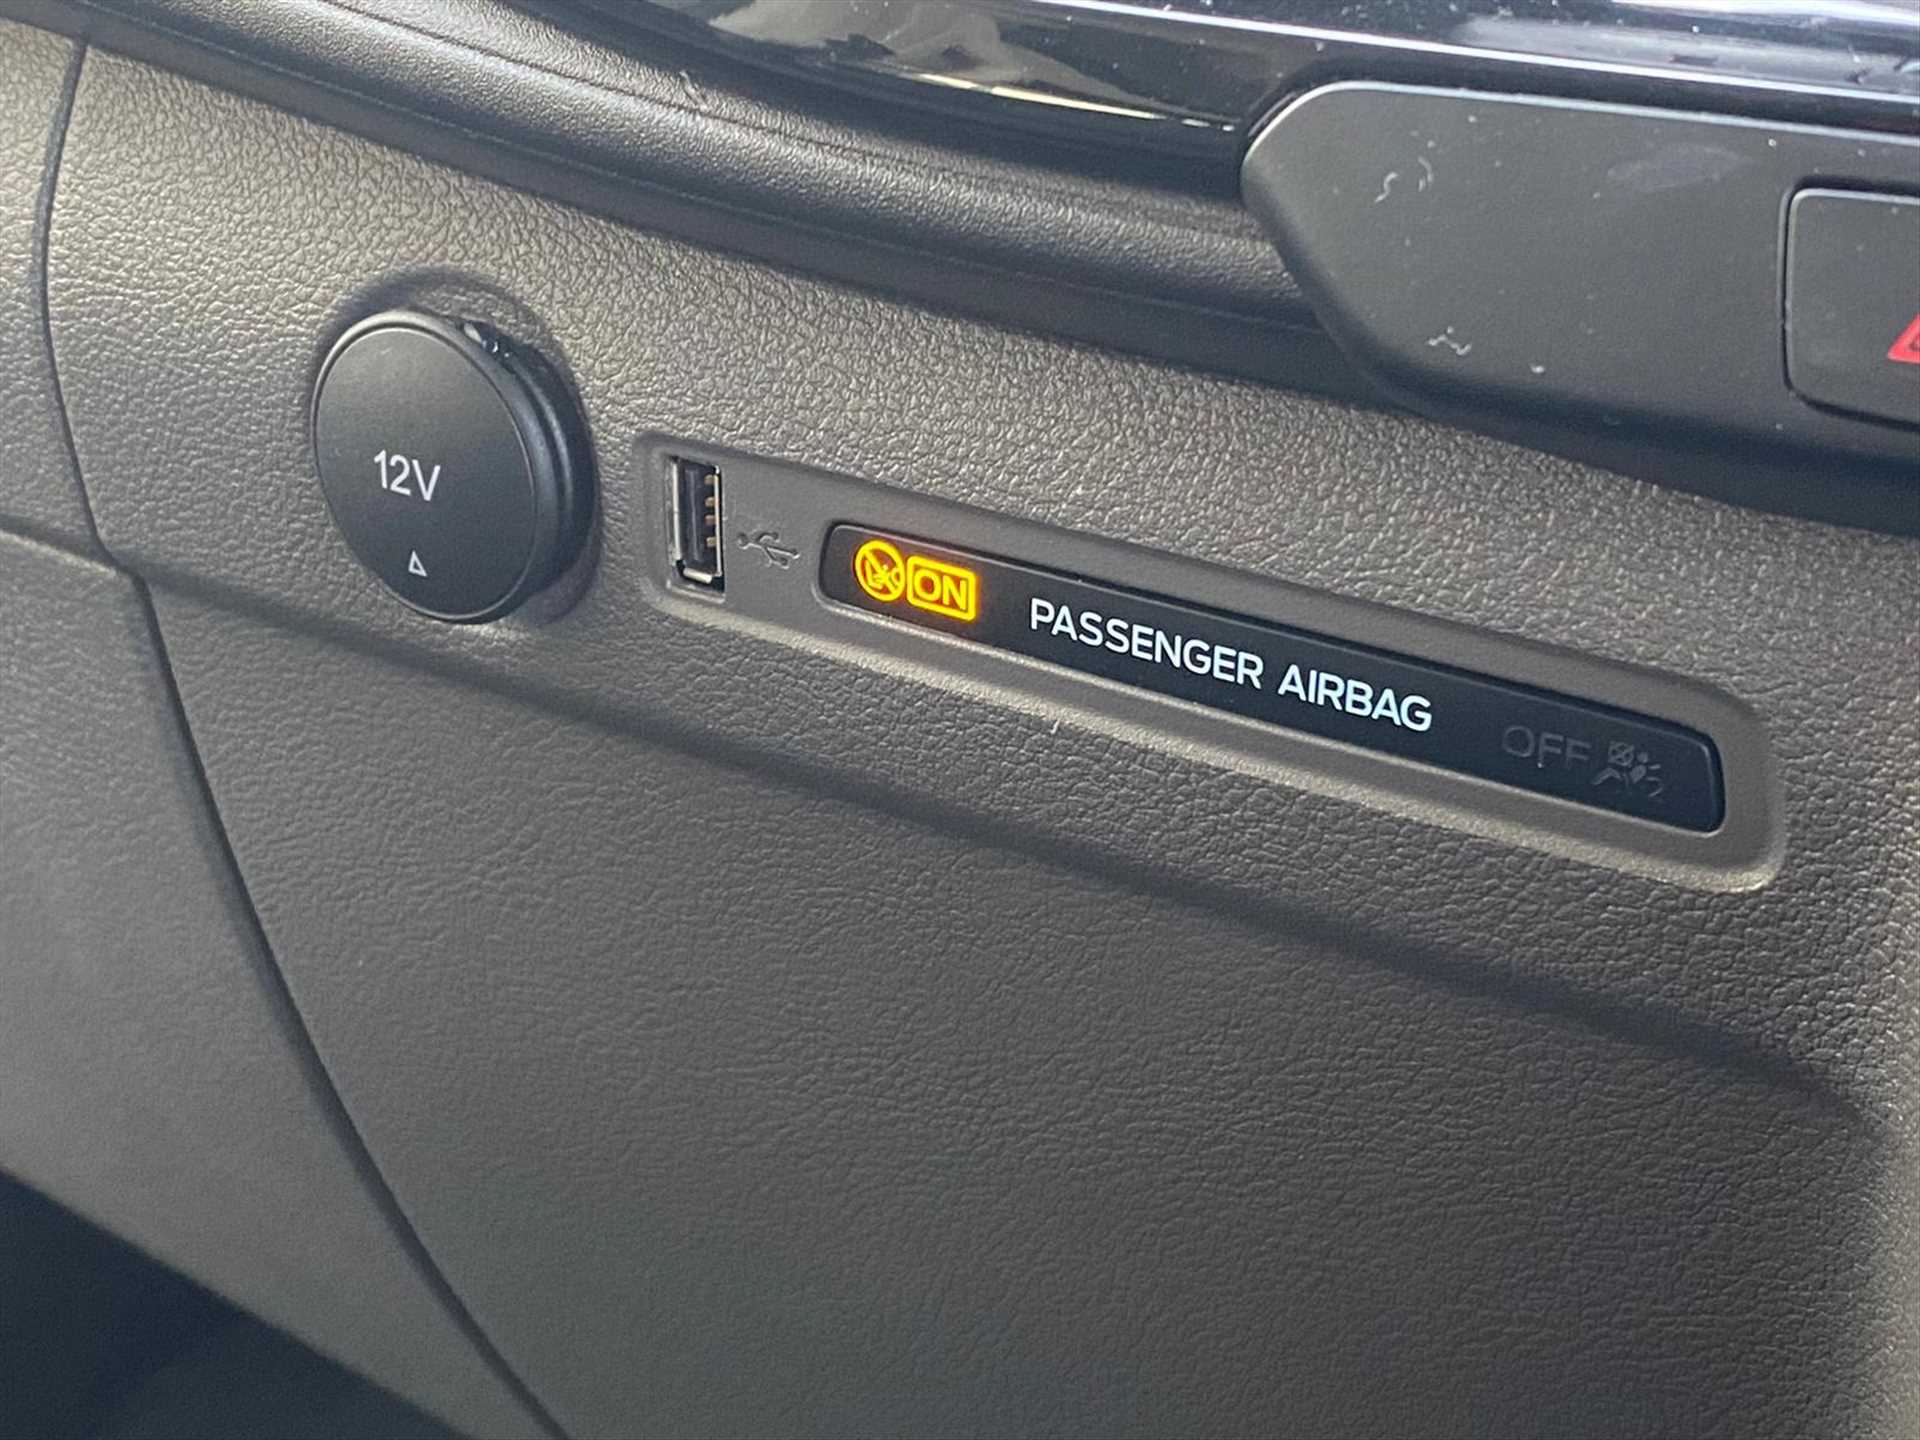 12V
ON PASSENGER AIRBAG OFF